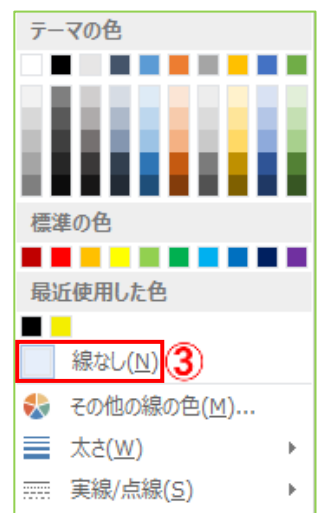 テーマの色
標準の色
最近使用した色
線なし(N) ③
その他の線の色(M)...
太さ(W)
実線/点線(S)